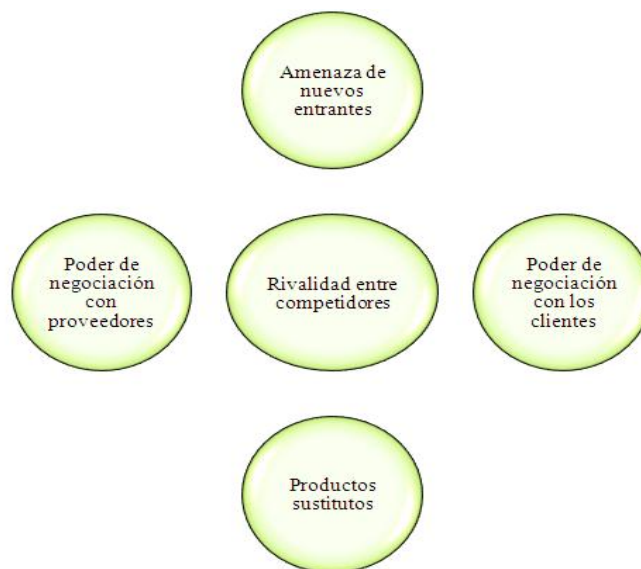 Amenaza de
nuevos
entrantes
Poder de
negociación
con
proveedores
Rivalidad entre
competidores
Poder de
negociación
con los
clientes
Productos
sustitutos